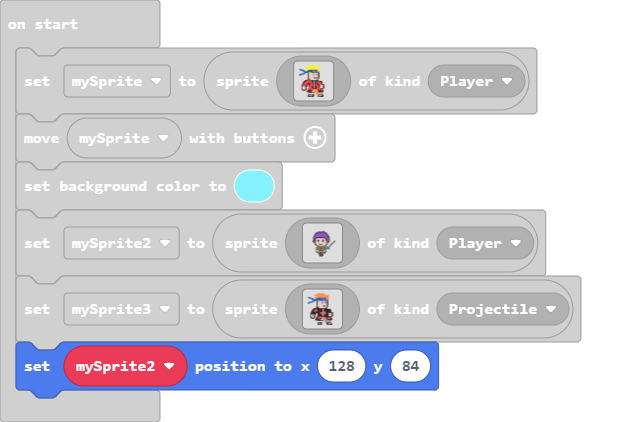 on start
set mySprite to sprite of kind Player
move mySprite with buttons
set background color to
set mySprite2 to sprite of kind Player
set mySprite3 to sprite of kind Projectile
set mySprite2 position to x 128 y 84